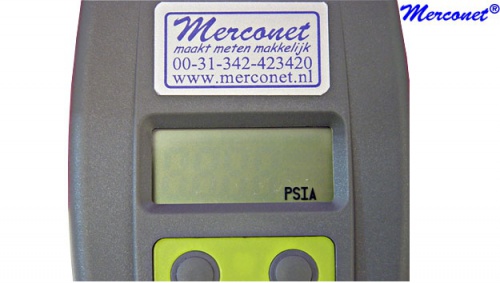 Merconet®
Merconet
maakt meten makkelijk
00-31-342-423420
www.merconet.nl
PSIA